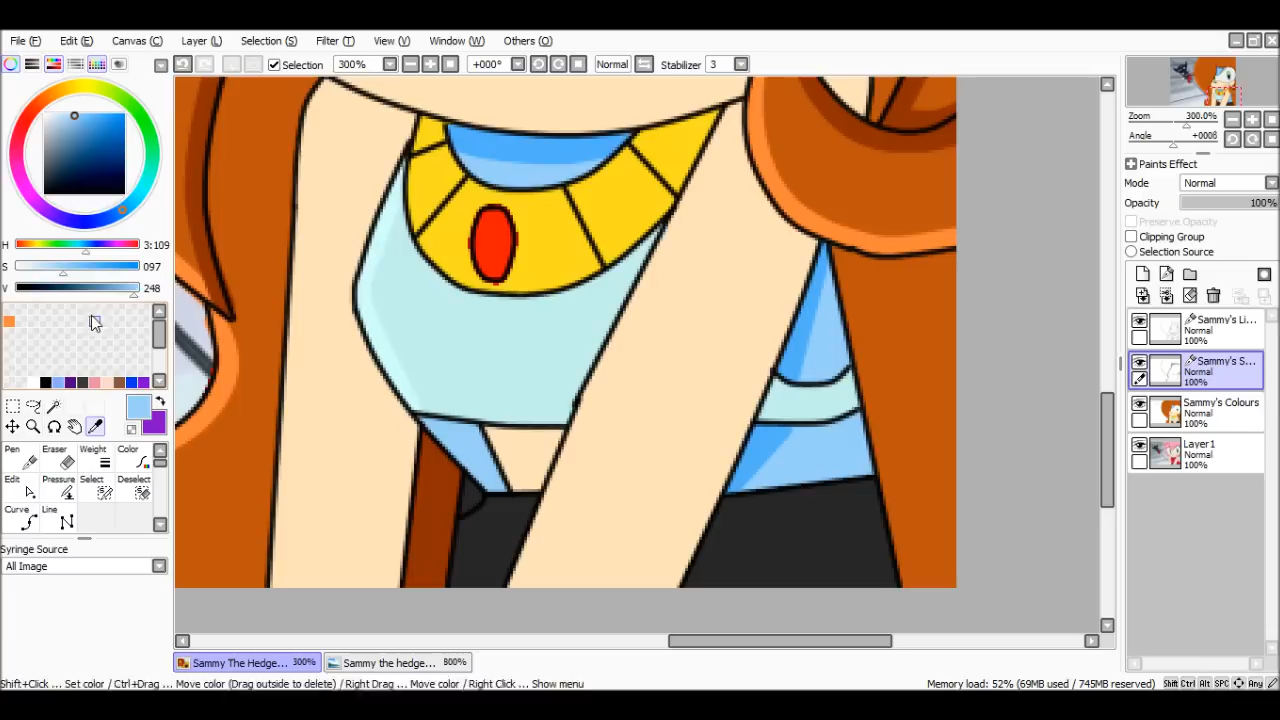 File (F) Edit (E) Canvas (C) Layer (L) Selection (S) Filter (T) View (V) Window (W) Others (O)
Selection 300% +000° Normal Stabilizer 3
Zoom 300.0%
Angle +000θ
Paints Effect
Mode Normal
Opacity 100%
Preserve Opacity
Clipping Group
Selection Source
H 3:109
S 097
V 248
Sammy's Li...
Normal
100%
Sammy's S...
Normal
100%
Sammy's Colours
Normal
100%
Layer1
Normal
100%
Pen Eraser Weight Color
Edit Pressure Select Deselect
Curve Line
Syringe Source
All Image
Sammy The Hedge... 300% Sammy the hedge... 800%
Shift+Click ... Set color / Ctrl+Drag ... Move color (Drag outside to delete) / Right Drag ... Move color / Right Click ... Show menu
Memory load: 52% (69MB used / 745MB reserved) Shift Ctrl Alt SPC Any